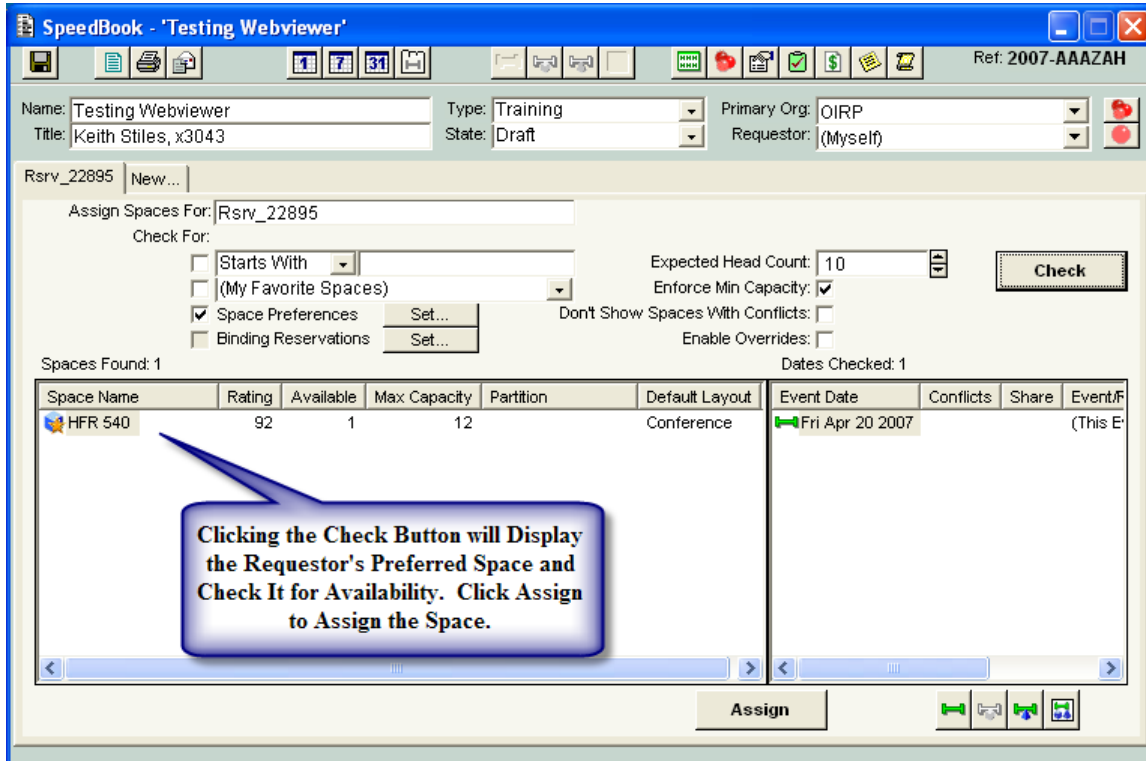 SpeedBook - 'Testing Webviewer'
1 7 31
Ref: 2007-AAAZAH
Name: Testing Webviewer Type: Training Primary Org: OIRP
Title: Keith Stiles, x3043 State: Draft Requestor: (Myself)
Rsrv_22895 New...
Assign Spaces For: Rsrv_22895
Check For:
Starts With Expected Head Count: 10 Check
(My Favorite Spaces) Enforce Min Capacity:
Space Preferences Set... Don't Show Spaces With Conflicts:
Binding Reservations Set... Enable Overrides:
Spaces Found: 1 Dates Checked: 1
Space Name Rating Available Max Capacity Partition Default Layout Event Date Conflicts Share Event/F
HFR 540 92 1 12 Conference Fri Apr 20 2007 (This E
Clicking the Check Button will Display
the Requestor's Preferred Space and
Check It for Availability. Click Assign
to Assign the Space.
Assign